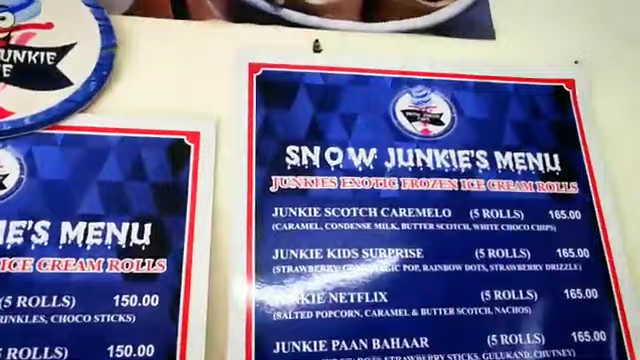 UNKIE
SNOW JUNKIE'S MENU
JUNKIES EXOTIC FROZEN ICE CREAM ROLLS
JUNKIE SCOTCH CAREMELO (5 ROLLS) 165.00
(CARAMEL, CONDENSE MILK, BUTTER SCOTCH, WHITE CHOCO CHIPS)
JUNKIE KIDS SURPRISE (5 ROLLS) 165.00
(STRAWBERRY, POP, RAINBOW DOTS, STRAWBERRY DRIZZLE)
JUNKIE NETFLIX (5 ROLLS) 165.00
(SALTED POPCORN, CARAMEL & BUTTER SCOTCH, NACHOS)
JUNKIE PAAN BAHAAR (5 ROLLS) 165.00
STRAWBERRY STICKS, GULUKAND,
IE'S MENU
ICE CREAM ROLLS
(5 ROLLS) 150.00
RINKLES, CHOCO STICKS)
(5 ROLLS) 150.00